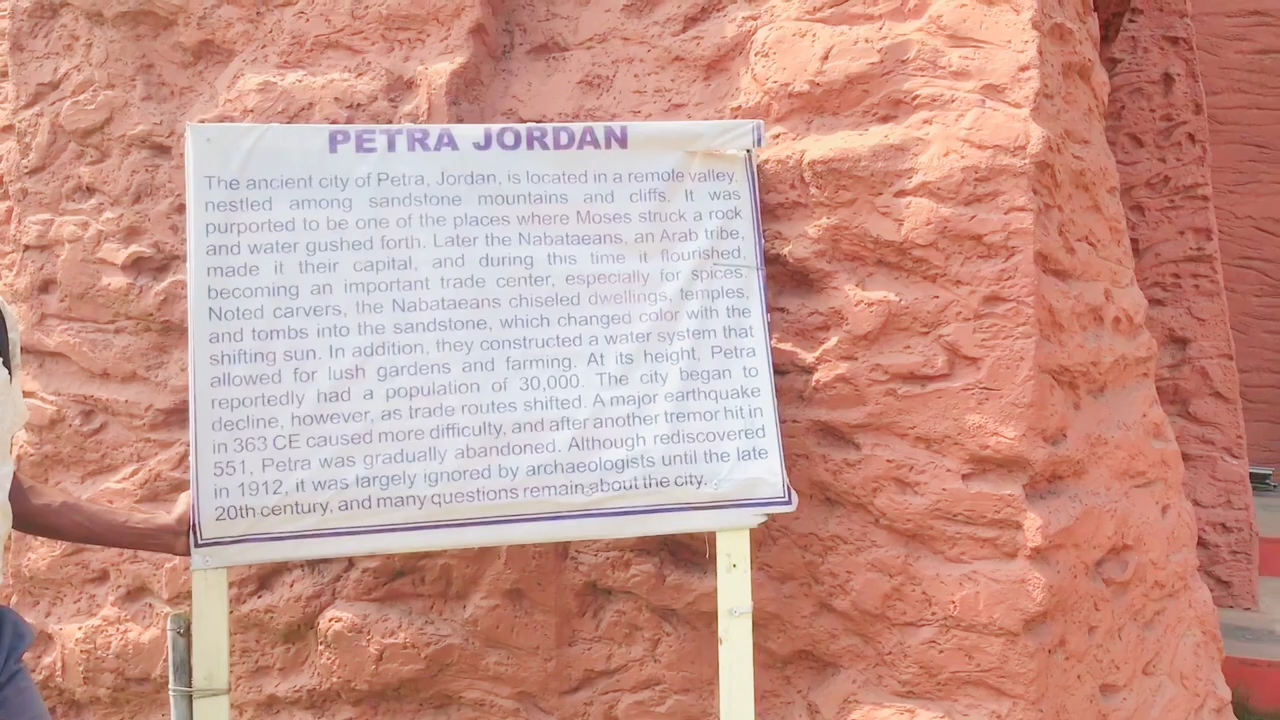 PETRA JORDAN
The ancient city of Petra, Jordan, is located in a remote valley,
nestled among sandstone mountains and cliffs. It was
purported to be one of the places where Moses struck a rock
and water gushed forth. Later the Nabataeans, an Arab tribe,
made it their capital, and during this time it flourished,
becoming an important trade center, especially for spices.
Noted carvers, the Nabataeans chiseled dwellings, temples,
and tombs into the sandstone, which changed color with the
shifting sun. In addition, they constructed a water system that
allowed for lush gardens and farming. At its height, Petra
reportedly had a population of 30,000. The city began to
decline, however, as trade routes shifted. A major earthquake
in 363 CE caused more difficulty, and after another tremor hit in
551, Petra was gradually abandoned. Although rediscovered
in 1912, it was largely ignored by archaeologists until the late
20th century, and many questions remain about the city.